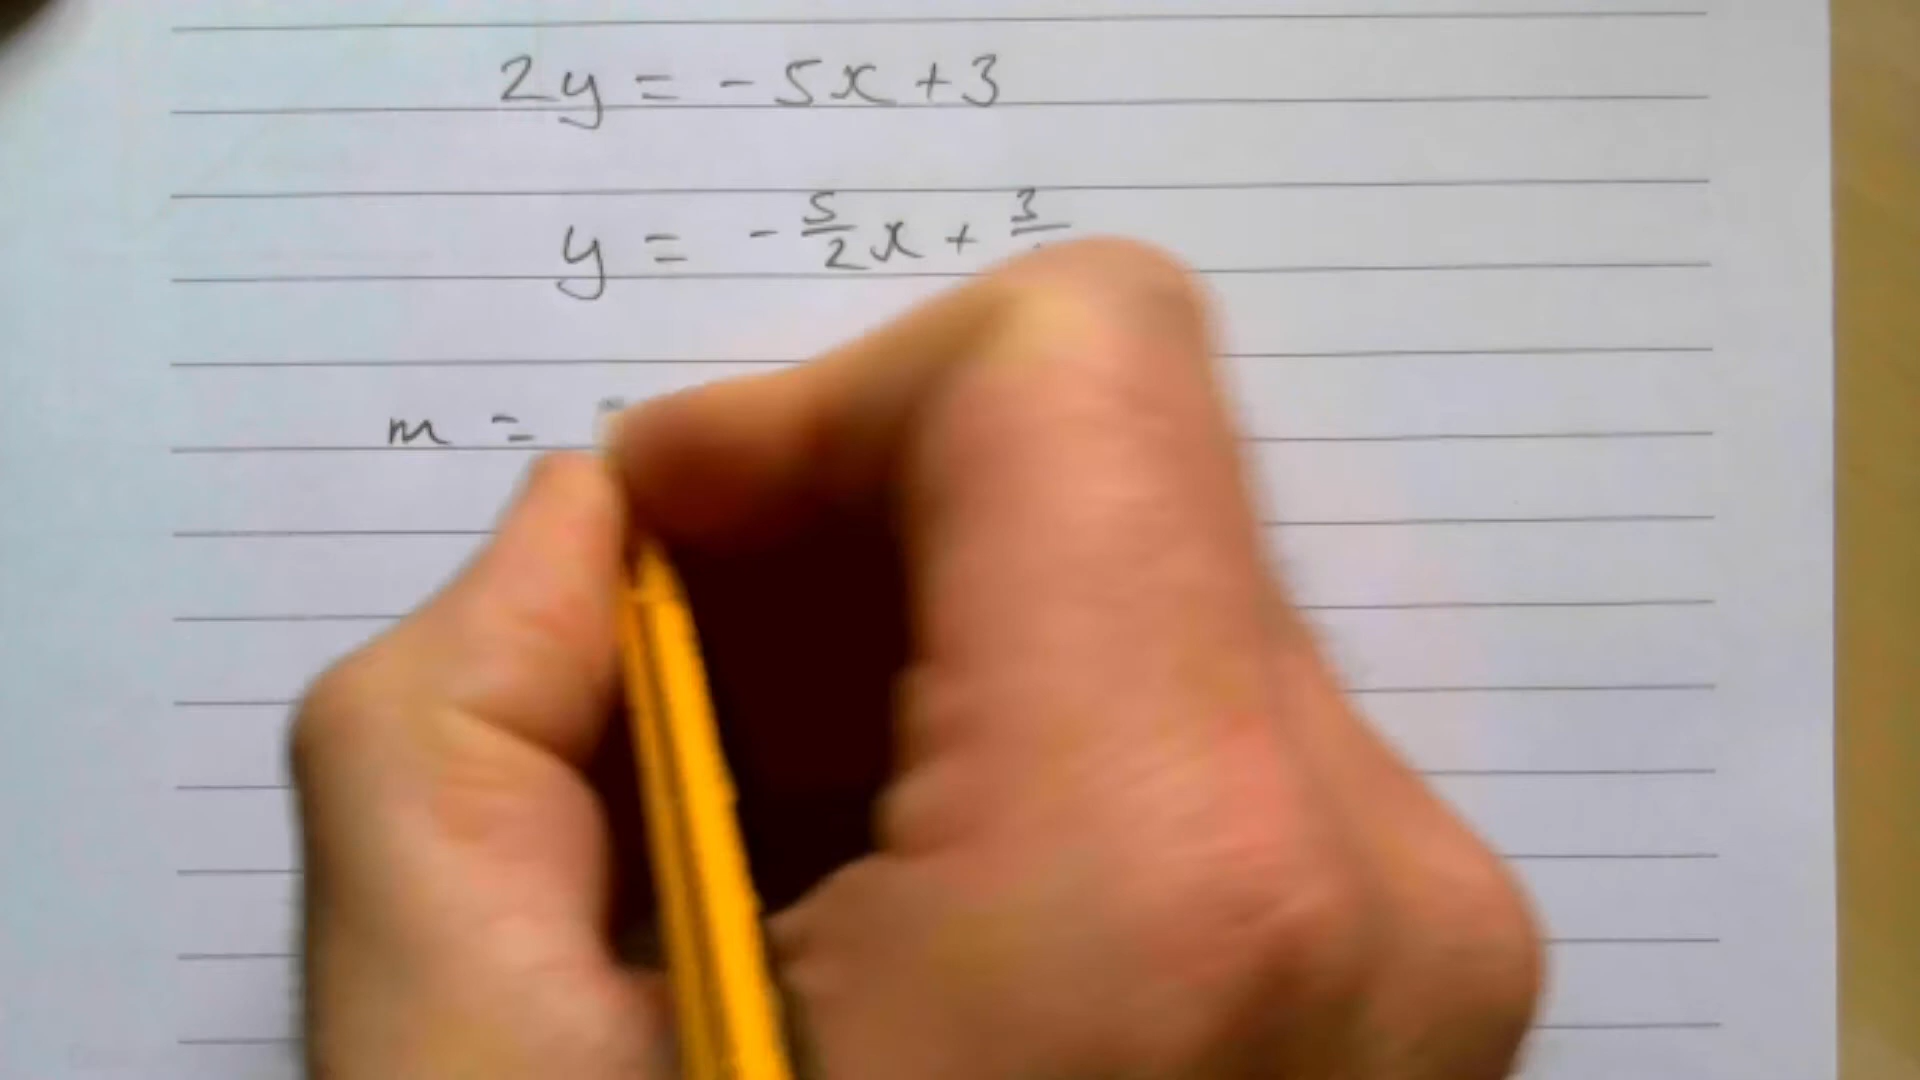 2y = -5x + 3
y = -5/2x + 3/
m =